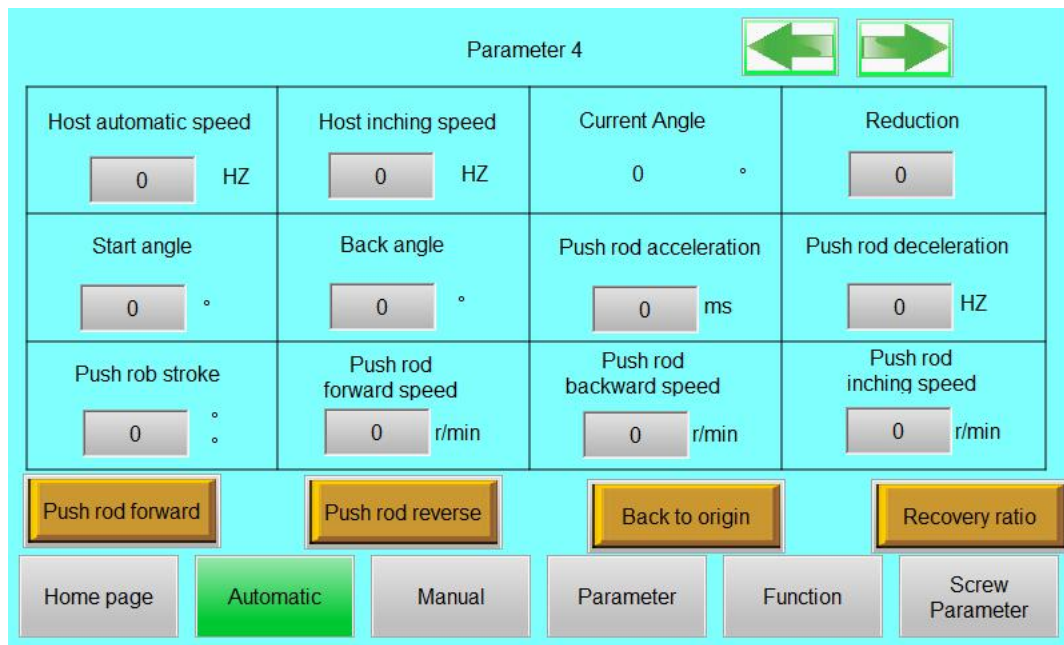 Parameter 4
Host automatic speed
0 HZ
Host inching speed
0 HZ
Current Angle
0 °
Reduction
0
Start angle
0 °
Back angle
0 °
Push rod acceleration
0 ms
Push rod deceleration
0 HZ
Push rob stroke
0 °
°
Push rod
forward speed
0 r/min
Push rod
backward speed
0 r/min
Push rod
inching speed
0 r/min
Push rod forward
Push rod reverse
Back to origin
Recovery ratio
Home page
Automatic
Manual
Parameter
Function
Screw
Parameter